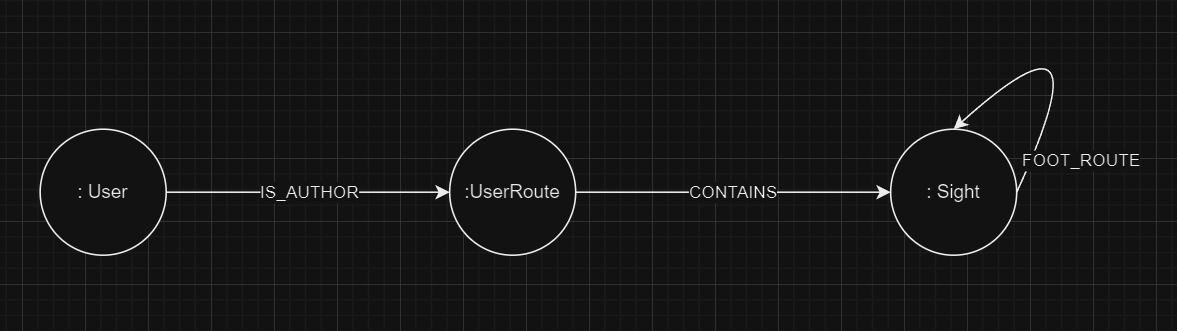 : User
IS_AUTHOR
:UserRoute
CONTAINS
: Sight
FOOT_ROUTE